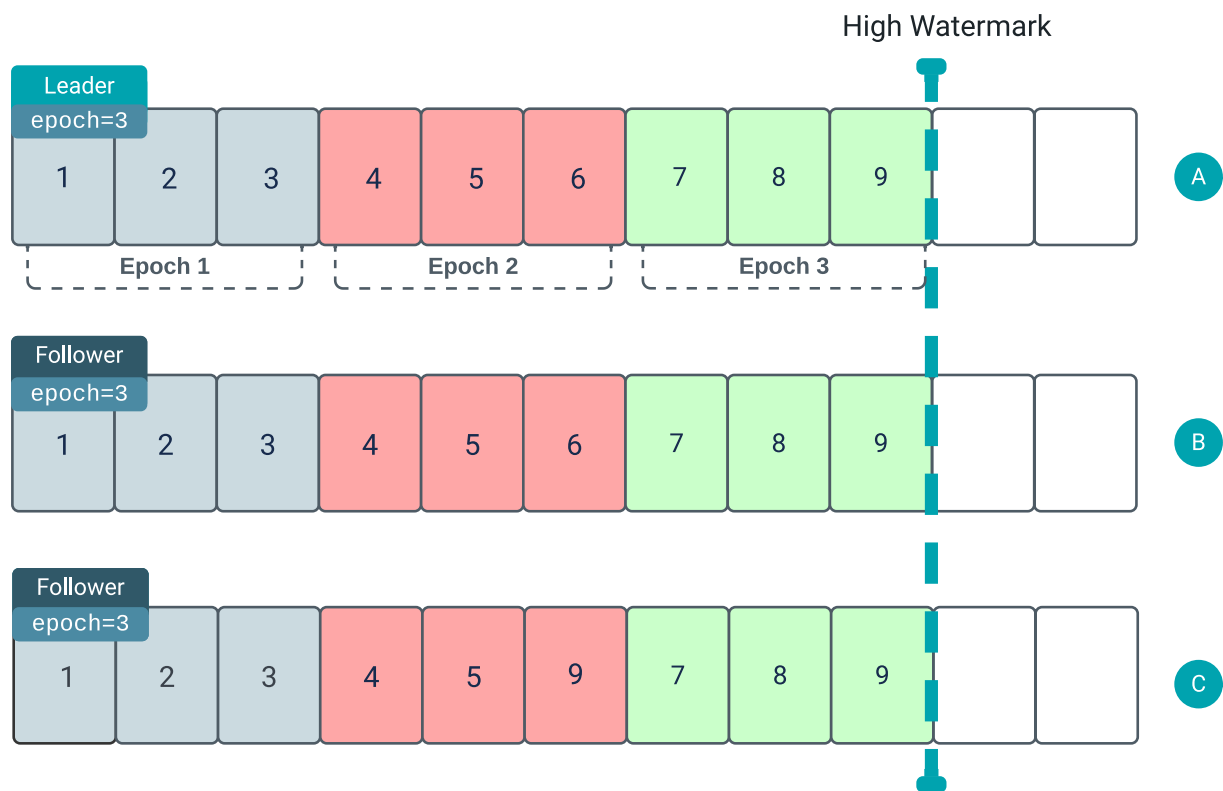 High Watermark
Leader
epoch=3
1 2 3 4 5 6 7 8 9
A
Epoch 1 Epoch 2 Epoch 3
Follower
epoch=3
1 2 3 4 5 6 7 8 9
B
Follower
epoch=3
1 2 3 4 5 9 7 8 9
C